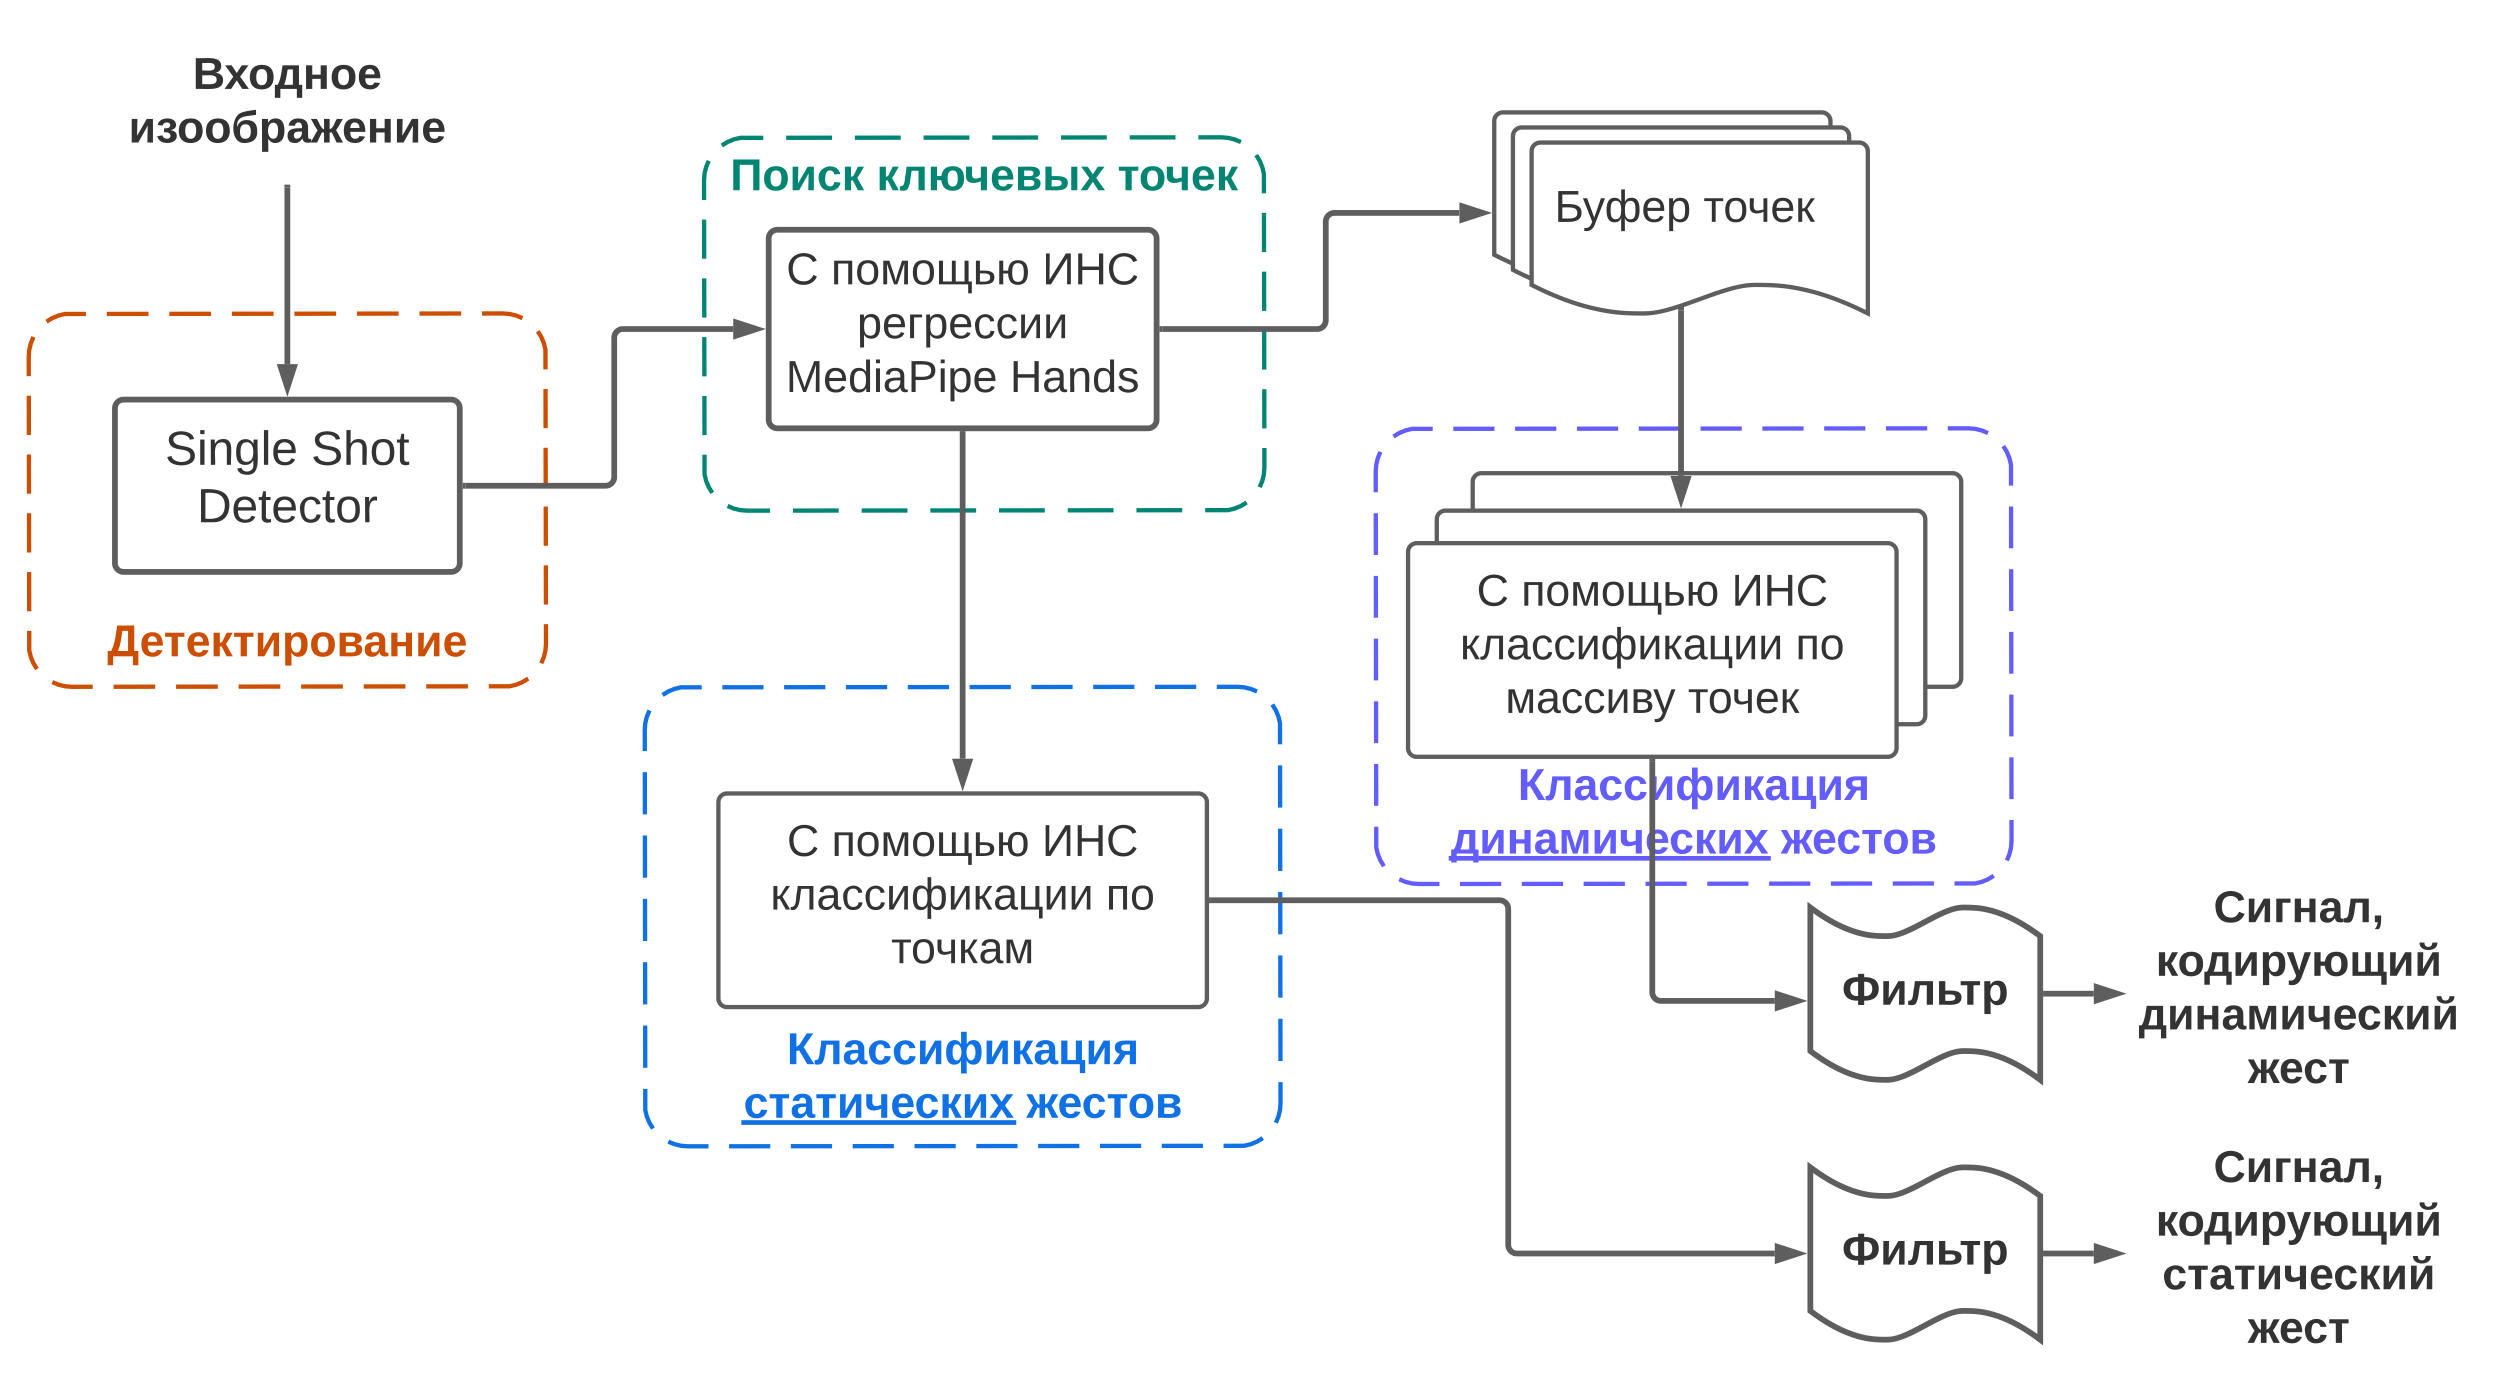 Входное
изображение
Поиск ключевых точек
С помощью ИНС
регрессии
MediaPipe Hands
Буфер точек
Single Shot
Detector
Детектирование
С помощью ИНС
классификации по
массиву точек
Классификация
динамических жестов
С помощью ИНС
классификации по
точкам
Классификация
статических жестов
Фильтр
Сигнал,
кодирующий
динамический
жест
Фильтр
Сигнал,
кодирующий
статический
жест